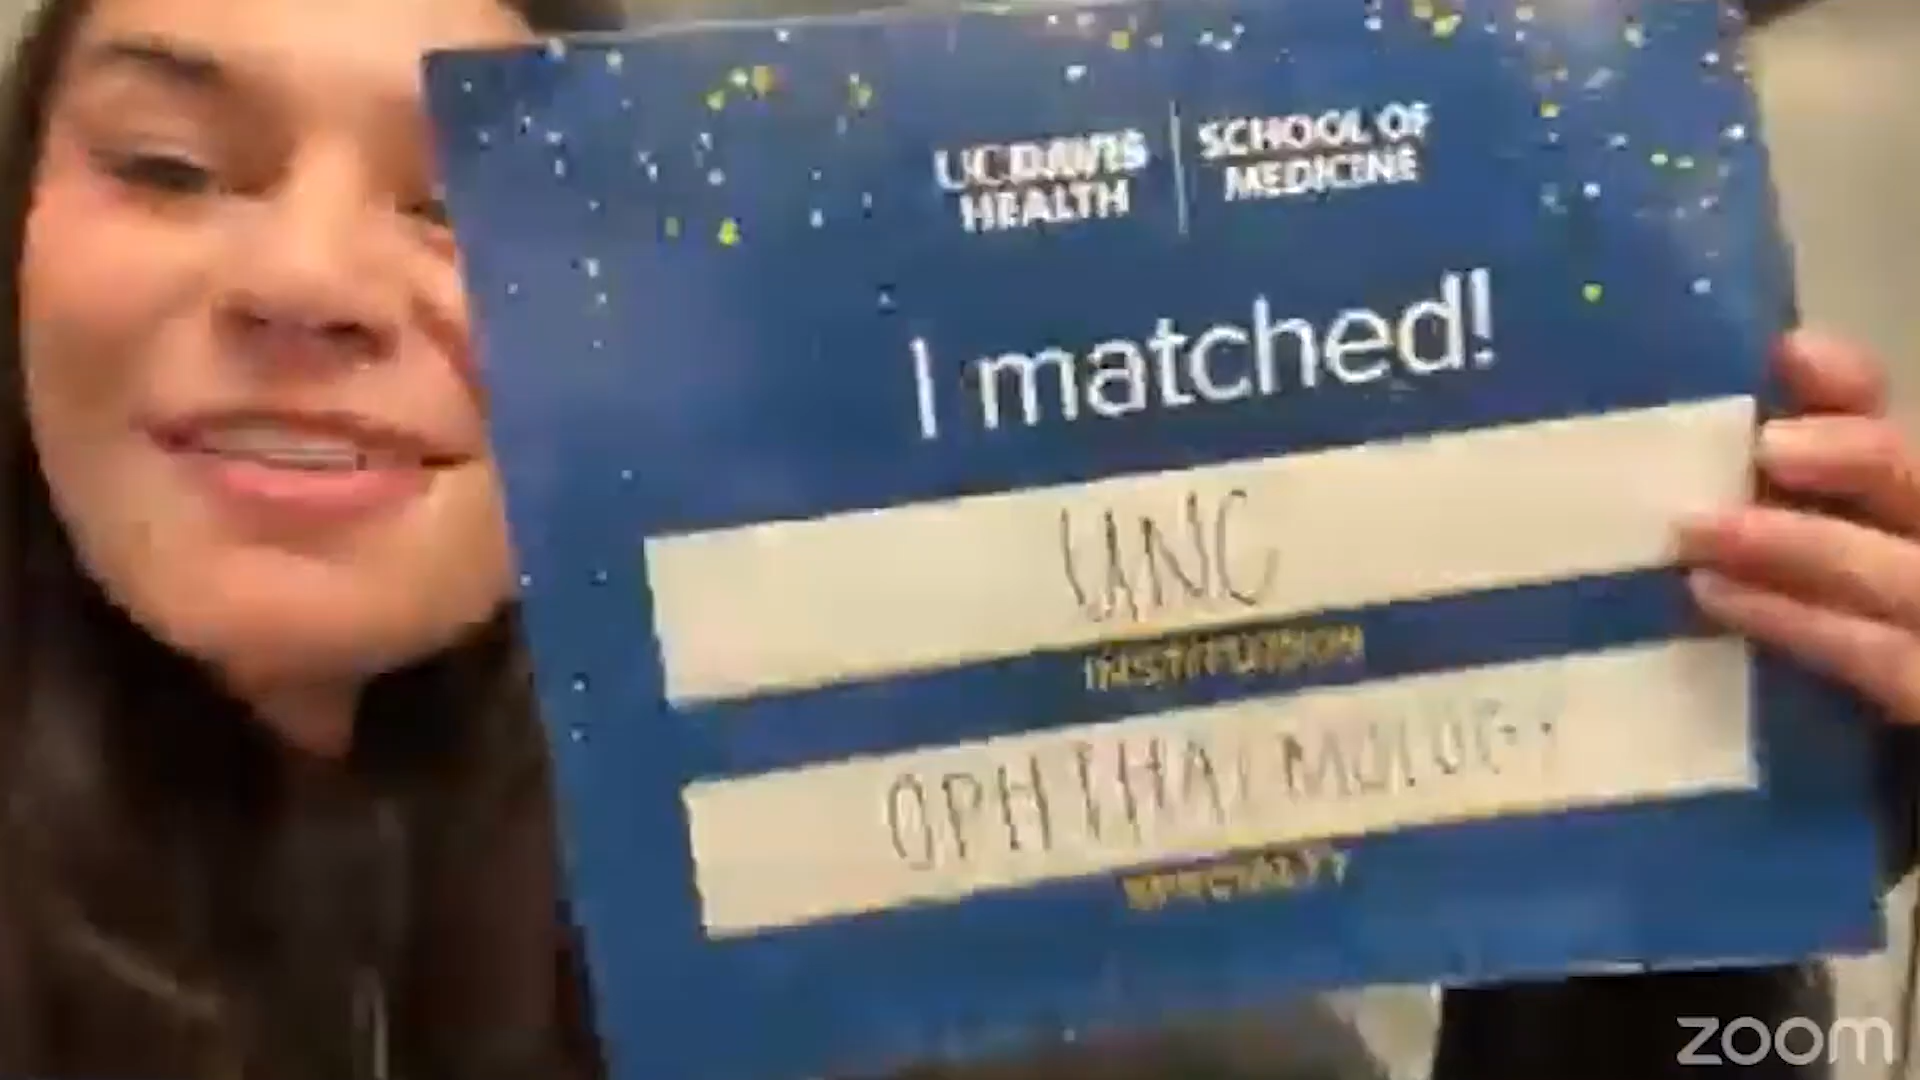 UC DAVIS
HEALTH
SCHOOL OF
MEDICINE
I matched!
UNC
INSTITUTION
OPHTHALMOLOGY
SPECIALTY
zoom